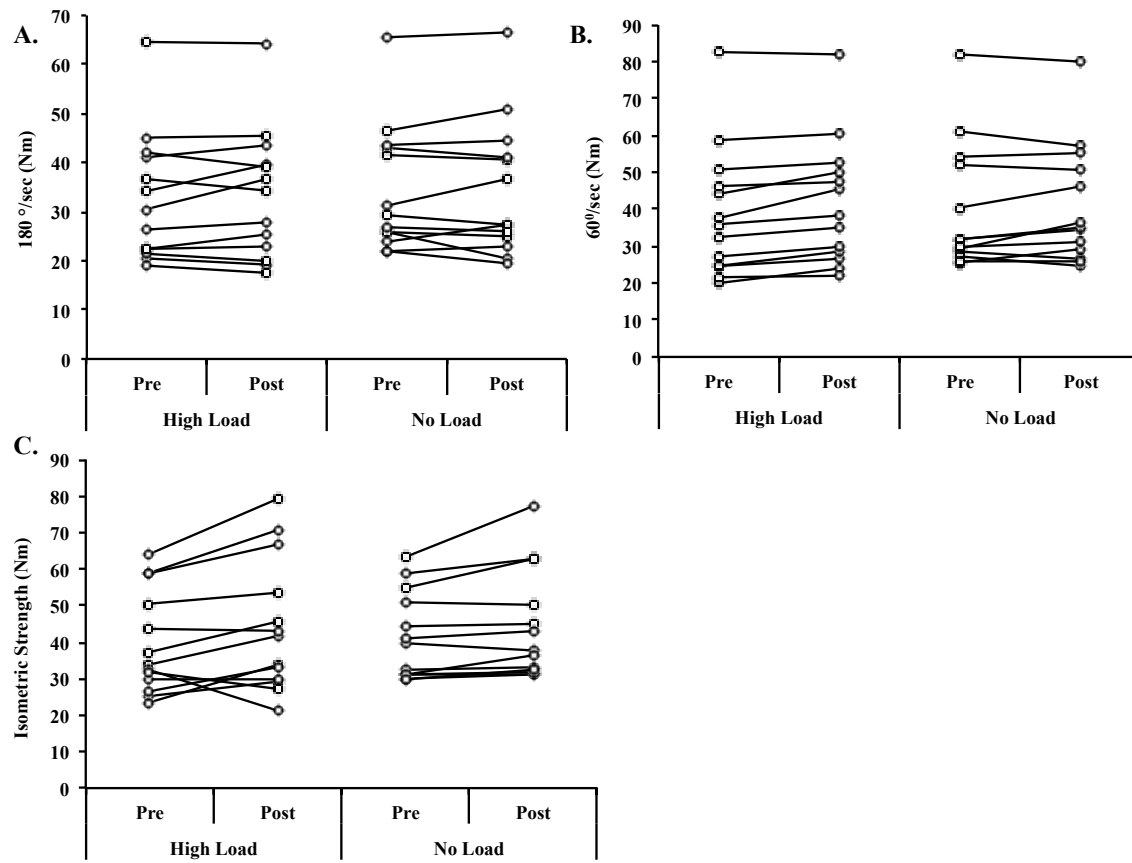 A.
180 °/sec (Nm)
70
60
50
40
30
20
10
0
Pre Post Pre Post
High Load No Load
B.
60⁰/sec (Nm)
90
80
70
60
50
40
30
20
10
0
Pre Post Pre Post
High Load No Load
C.
Isometric Strength (Nm)
90
80
70
60
50
40
30
20
10
0
Pre Post Pre Post
High Load No Load